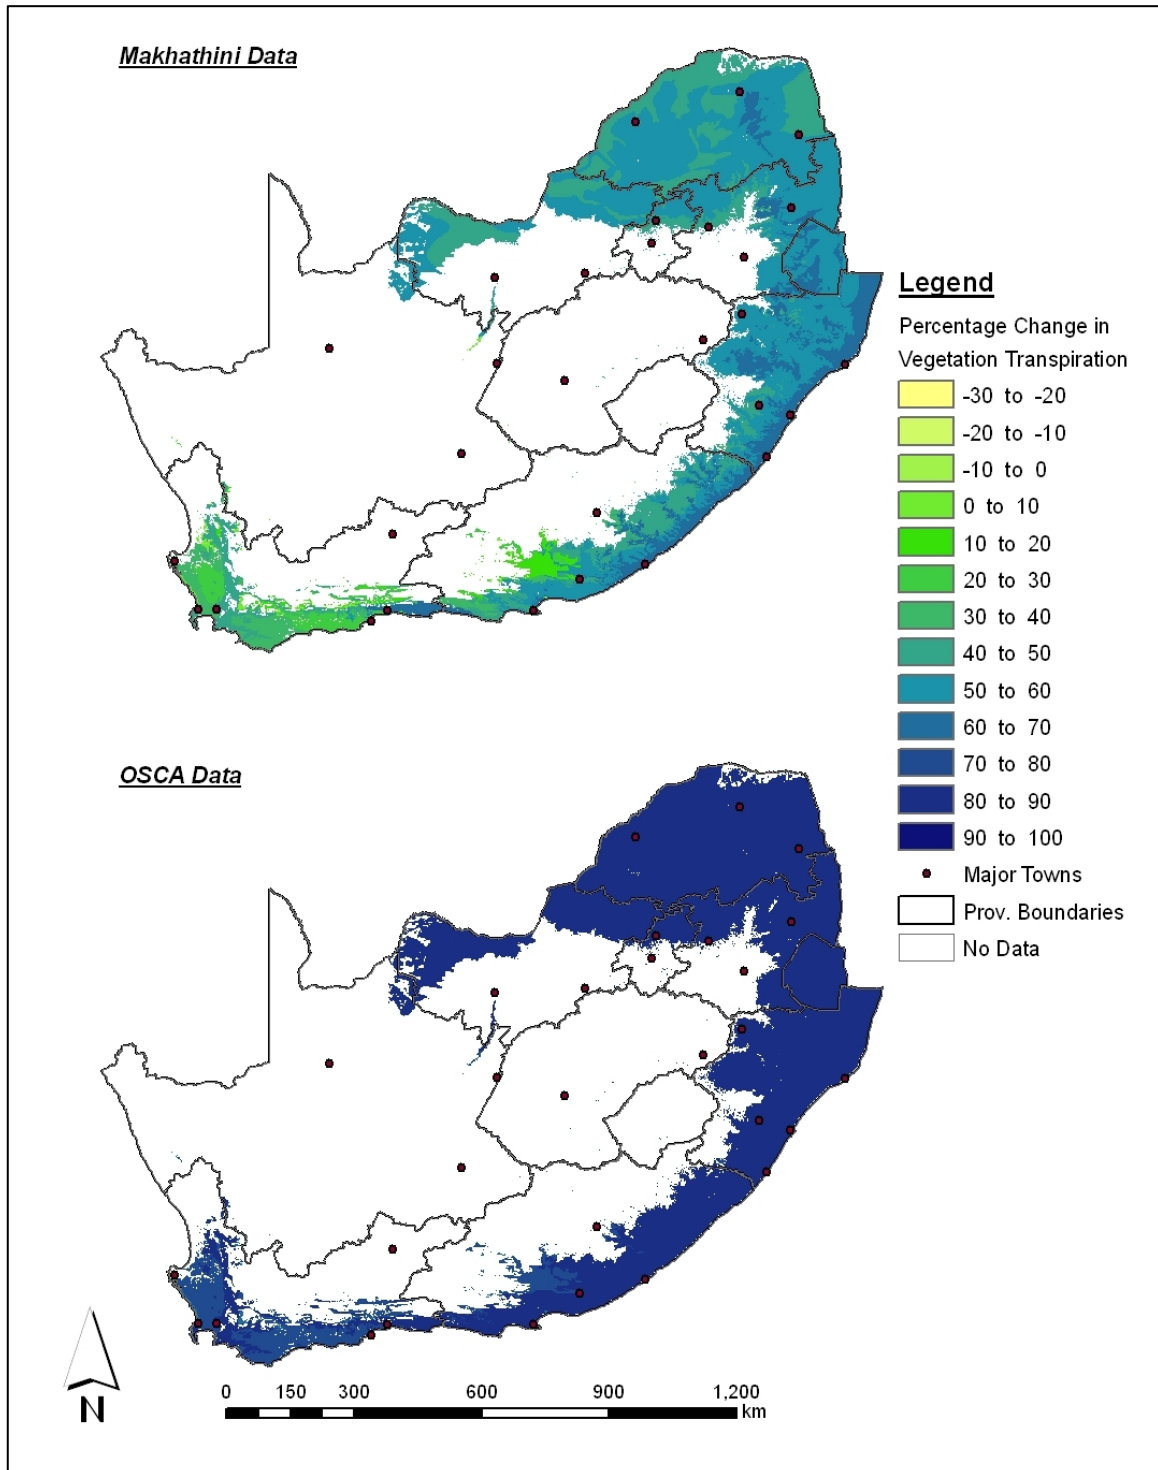 Makhathini Data
Legend
Percentage Change in
Vegetation Transpiration
-30 to -20
-20 to -10
-10 to 0
0 to 10
10 to 20
20 to 30
30 to 40
40 to 50
50 to 60
60 to 70
70 to 80
80 to 90
90 to 100
Major Towns
Prov. Boundaries
No Data
OSCA Data
N
0 150 300 600 900 1,200
km